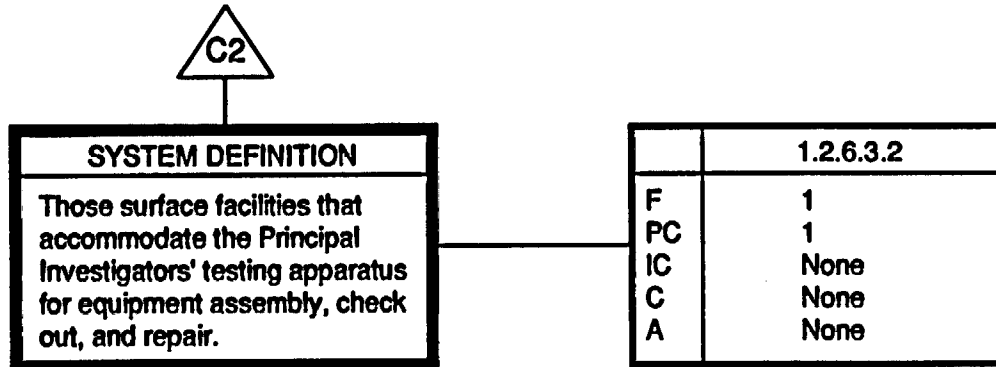 C2
SYSTEM DEFINITION
Those surface facilities that
accommodate the Principal
Investigators' testing apparatus
for equipment assembly, check
out, and repair.
1.2.6.3.2
F 1
PC 1
IC None
C None
A None